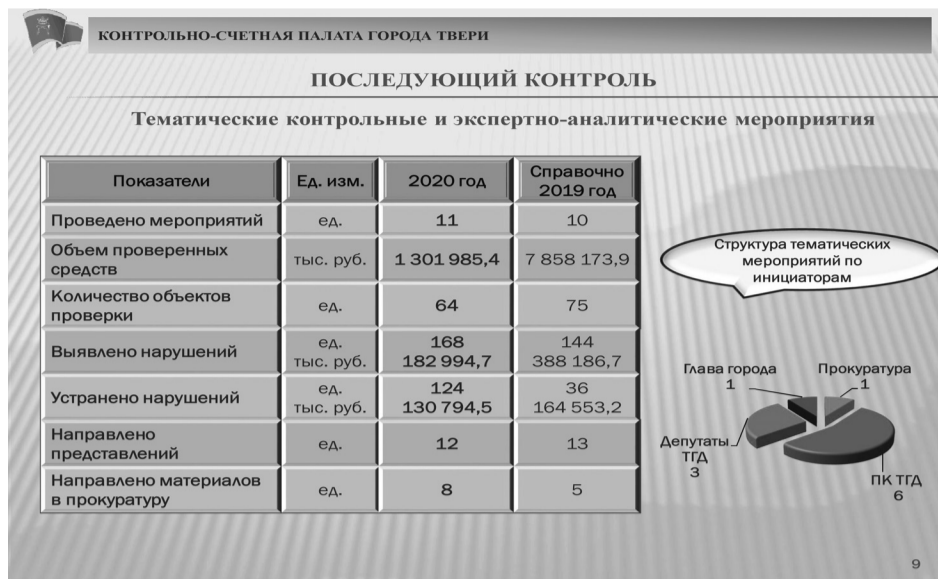 КОНТРОЛЬНО-СЧЕТНАЯ ПАЛАТА ГОРОДА ТВЕРИ
ПОСЛЕДУЮЩИЙ КОНТРОЛЬ
Тематические контрольные и экспертно-аналитические мероприятия
Показатели Ед. изм. 2020 год Справочно 2019 год
Проведено мероприятий ед. 11 10
Объем проверенных средств тыс. руб. 1 301 985,4 7 858 173,9
Количество объектов проверки ед. 64 75
Выявлено нарушений ед. 168 144
тыс. руб. 182 994,7 388 186,7
Устранено нарушений ед. 124 36
тыс. руб. 130 794,5 164 553,2
Направлено представлений ед. 12 13
Направлено материалов в прокуратуру ед. 8 5
Структура тематических
мероприятий по
инициаторам
Глава города
1
Прокуратура
1
Депутаты
ТГД
3
ПК ТГД
6
9